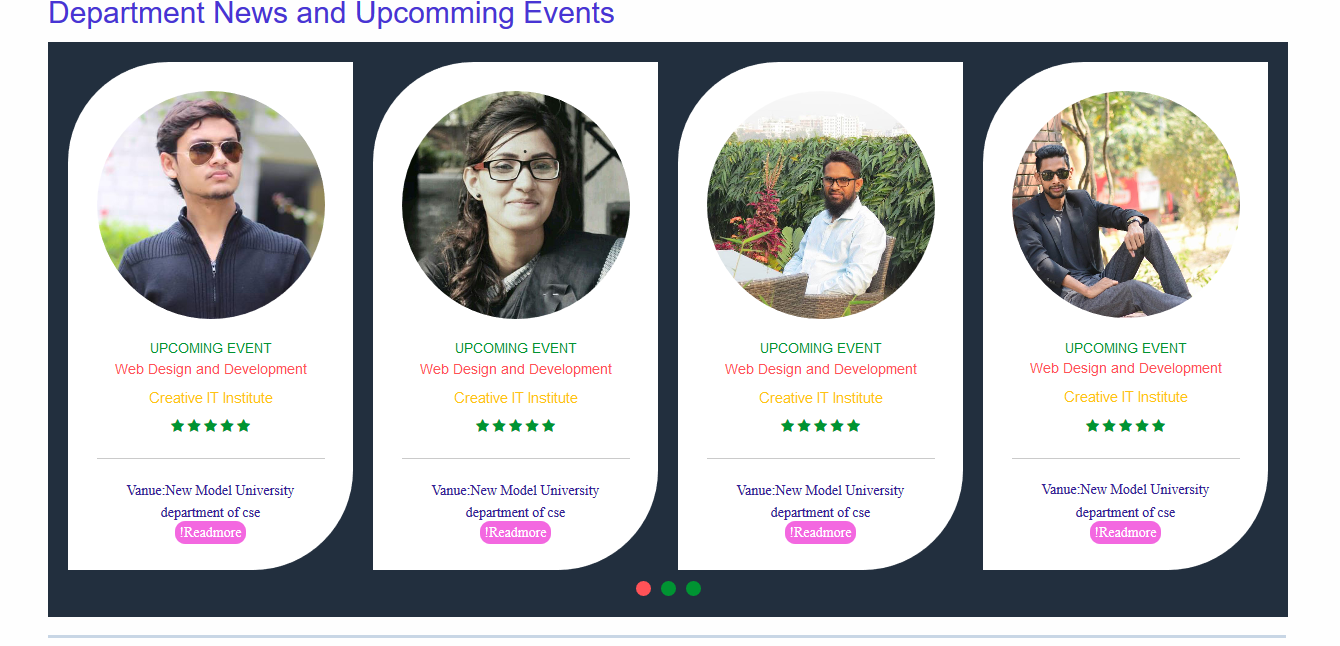 Department News and Upcomming Events
UPCOMING EVENT
Web Design and Development
Creative IT Institute
Vanue:New Model University
department of cse
!Readmore
UPCOMING EVENT
Web Design and Development
Creative IT Institute
Vanue:New Model University
department of cse
!Readmore
UPCOMING EVENT
Web Design and Development
Creative IT Institute
Vanue:New Model University
department of cse
!Readmore
UPCOMING EVENT
Web Design and Development
Creative IT Institute
Vanue:New Model University
department of cse
!Readmore